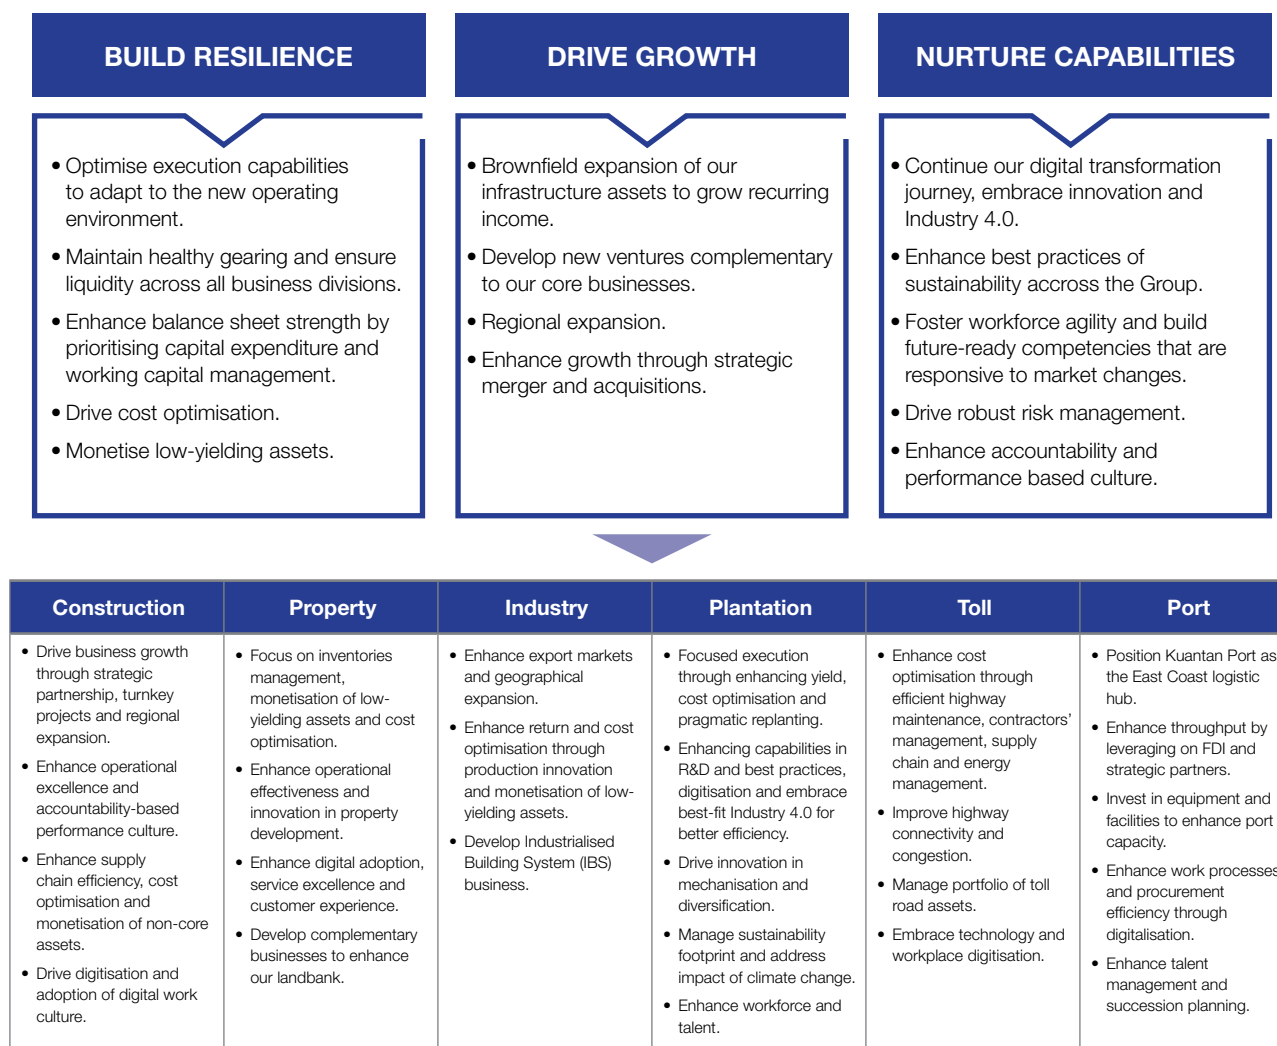 BUILD RESILIENCE
• Optimise execution capabilities
to adapt to the new operating
environment.
• Maintain healthy gearing and ensure
liquidity across all business divisions.
• Enhance balance sheet strength by
prioritising capital expenditure and
working capital management.
• Drive cost optimisation.
• Monetise low-yielding assets.
DRIVE GROWTH
• Brownfield expansion of our
infrastructure assets to grow recurring
income.
• Develop new ventures complementary
to our core businesses.
• Regional expansion.
• Enhance growth through strategic
merger and acquisitions.
NURTURE CAPABILITIES
• Continue our digital transformation
journey, embrace innovation and
Industry 4.0.
• Enhance best practices of
sustainability accross the Group.
• Foster workforce agility and build
future-ready competencies that are
responsive to market changes.
• Drive robust risk management.
• Enhance accountability and
performance based culture.
Construction
• Drive business growth
through strategic
partnership, turnkey
projects and regional
expansion.
• Enhance operational
excellence and
accountability-based
performance culture.
• Enhance supply
chain efficiency, cost
optimisation and
monetisation of non-core
assets.
• Drive digitisation and
adoption of digital work
culture.
Property
• Focus on inventories
management,
monetisation of low-
yielding assets and cost
optimisation.
• Enhance operational
effectiveness and
innovation in property
development.
• Enhance digital adoption,
service excellence and
customer experience.
• Develop complementary
businesses to enhance
our landbank.
Industry
• Enhance export markets
and geographical
expansion.
• Enhance return and cost
optimisation through
production innovation
and monetisation of low-
yielding assets.
• Develop Industrialised
Building System (IBS)
business.
Plantation
• Focused execution
through enhancing yield,
cost optimisation and
pragmatic replanting.
• Enhancing capabilities in
R&D and best practices,
digitisation and embrace
best-fit Industry 4.0 for
better efficiency.
• Drive innovation in
mechanisation and
diversification.
• Manage sustainability
footprint and address
impact of climate change.
• Enhance workforce and
talent.
Toll
• Enhance cost
optimisation through
efficient highway
maintenance, contractors’
management, supply
chain and energy
management.
• Improve highway
connectivity and
congestion.
• Manage portfolio of toll
road assets.
• Embrace technology and
workplace digitisation.
Port
• Position Kuantan Port as
the East Coast logistic
hub.
• Enhance throughput by
leveraging on FDI and
strategic partners.
• Invest in equipment and
facilities to enhance port
capacity.
• Enhance work processes
and procurement
efficiency through
digitalisation.
• Enhance talent
management and
succession planning.